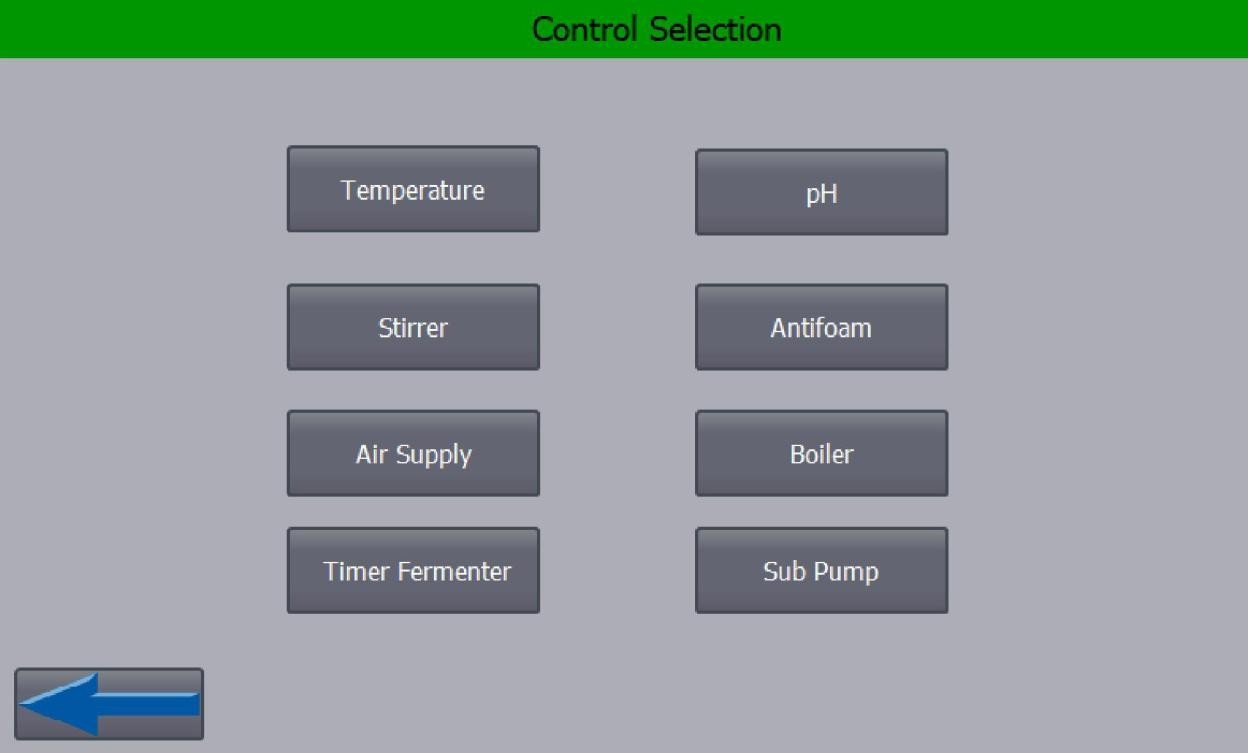 Control Selection
Temperature
pH
Stirrer
Antifoam
Air Supply
Boiler
Timer Fermenter
Sub Pump